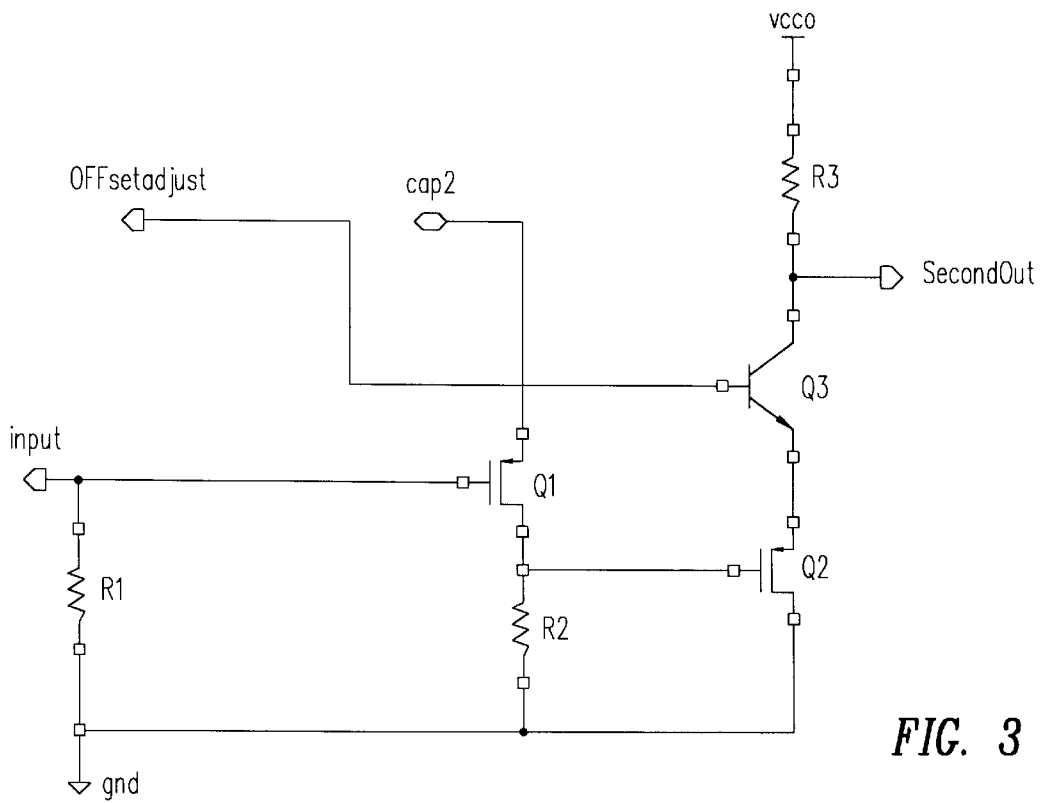 vcco
OFFsetadjust
cap2
R3
SecondOut
Q3
input
Q1
Q2
R1
R2
FIG. 3
gnd